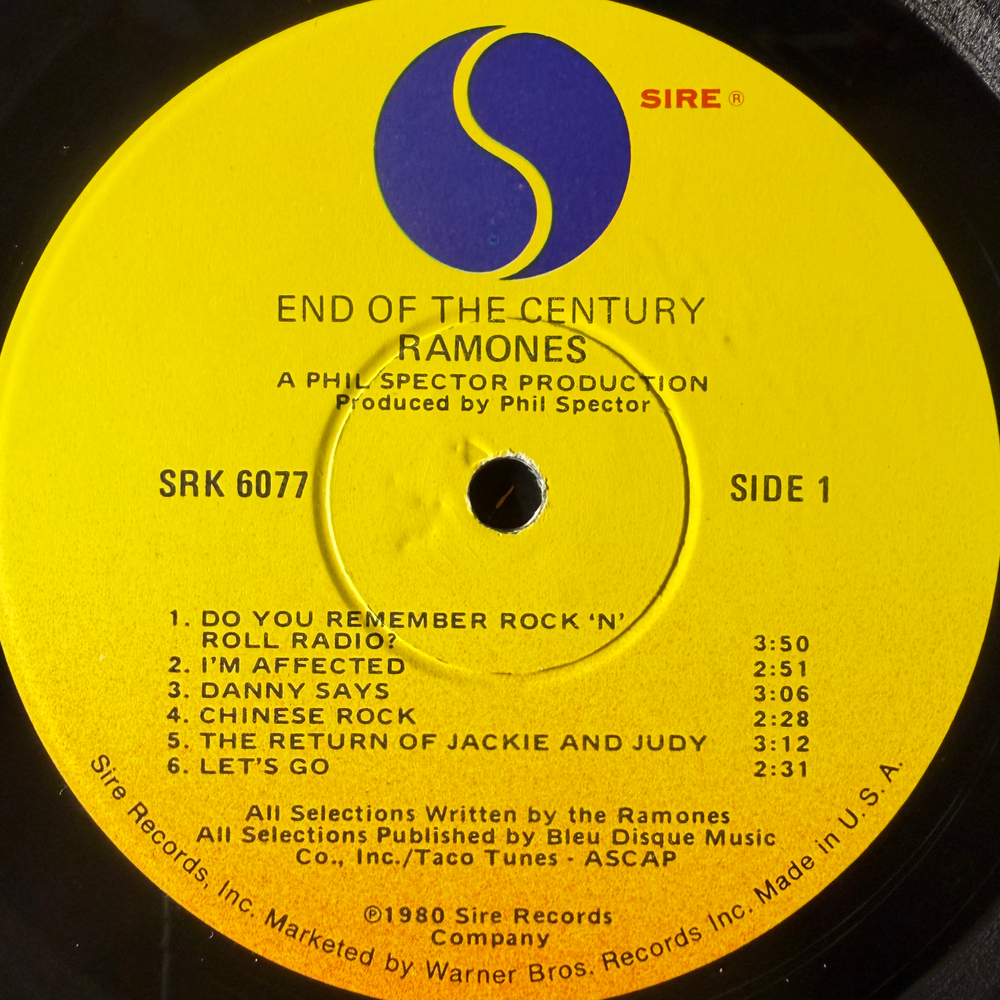 SIRE ®
END OF THE CENTURY
RAMONES
A PHIL SPECTOR PRODUCTION
Produced by Phil Spector
SRK 6077
SIDE 1
1. DO YOU REMEMBER ROCK ‘N’
ROLL RADIO? 3:50
2. I'M AFFECTED 2:51
3. DANNY SAYS 3:06
4. CHINESE ROCK 2:28
5. THE RETURN OF JACKIE AND JUDY 3:12
6. LET'S GO 2:31
All Selections Written by the Ramones
All Selections Published by Bleu Disque Music
Co., Inc./Taco Tunes - ASCAP
℗1980 Sire Records
Company
Sire Records, Inc. Marketed by Warner Bros. Records Inc. Made in U. S. A.